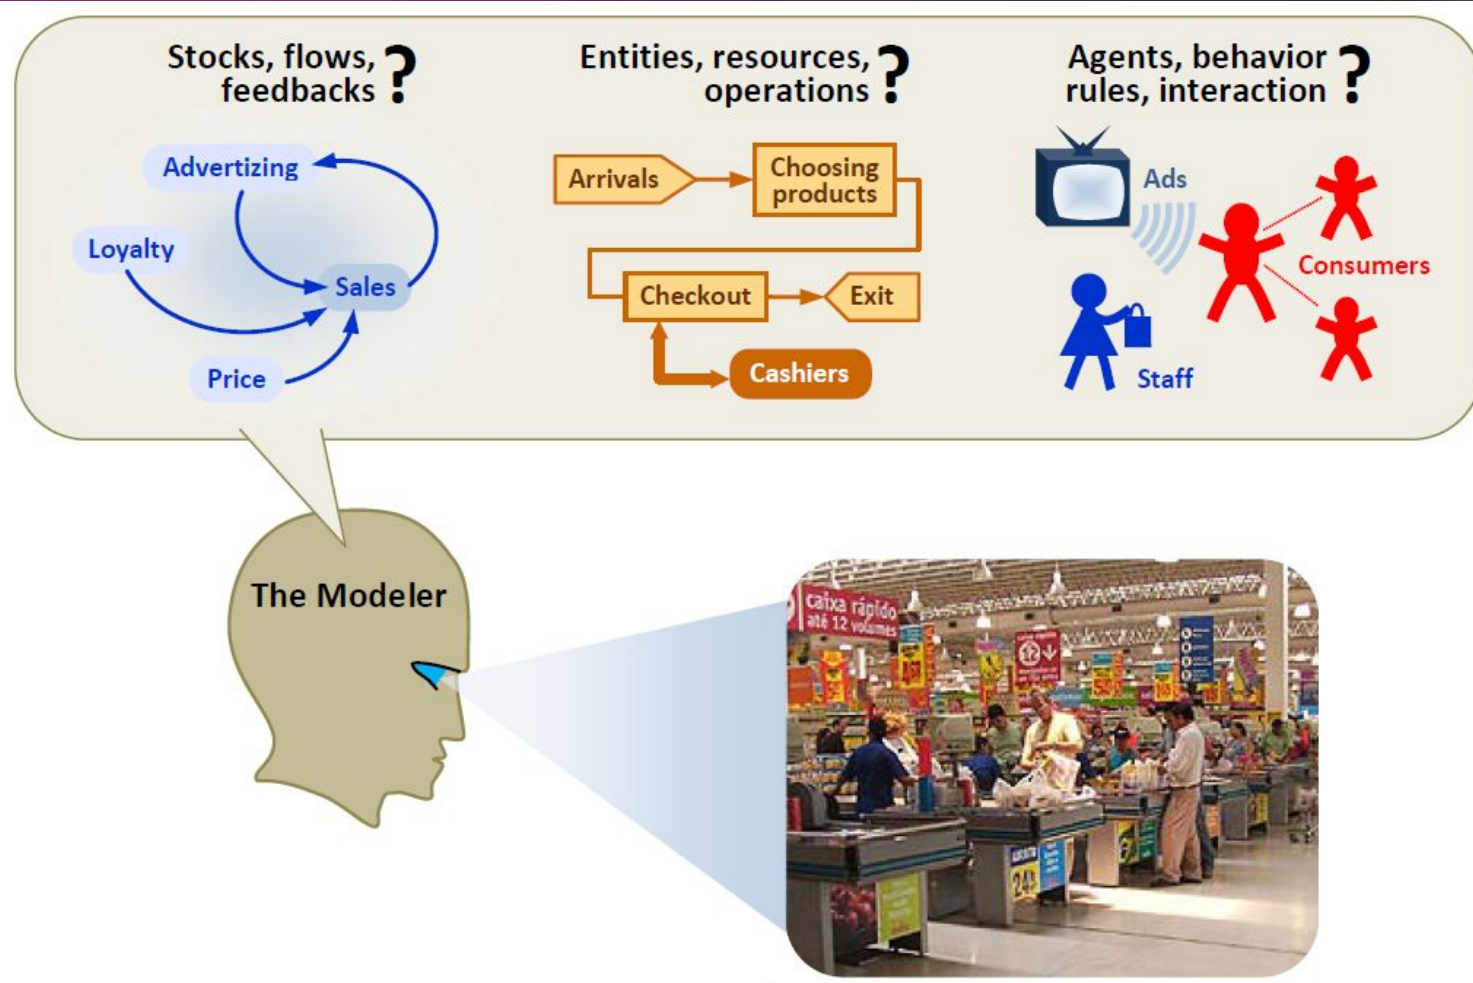 Stocks, flows,
feedbacks ?
Entities, resources,
operations ?
Agents, behavior
rules, interaction ?
Advertizing
Loyalty
Sales
Price
Arrivals
Choosing
products
Checkout
Exit
Cashiers
Ads
Consumers
Staff
The Modeler
caixa rápido
até 12 volumes
24